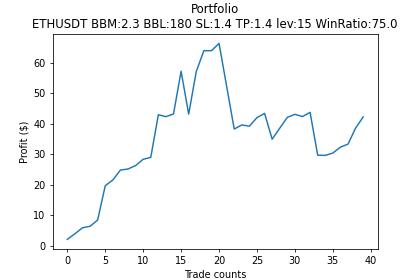 Portfolio
ETHUSDT BBM:2.3 BBL:180 SL:1.4 TP:1.4 lev:15 WinRatio:75.0
Profit ($)
60
50
40
30
20
10
0
0 5 10 15 20 25 30 35 40
Trade counts